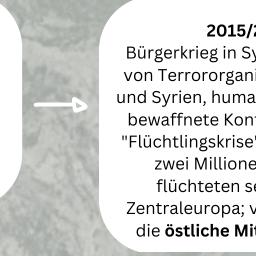 2015/2
Bürgerkrieg in Sy
von Terrororgani
und Syrien, huma
bewaffnete Kon
"Flüchtlingskrise"
zwei Millione
flüchteten se
Zentraleuropa; v
die östliche Mit